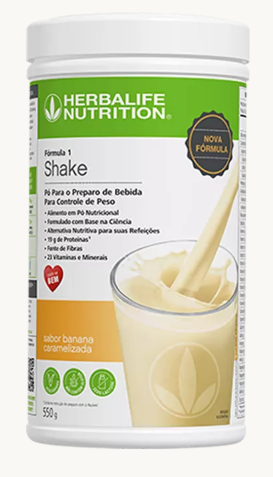 HERBALIFE
NUTRITION®
NOVA
FÓRMULA
Fórmula 1
Shake
Pó Para o Preparo de Bebida
Para Controle de Peso
• Alimento em Pó Nutricional
• Formulado com Base na Ciência
• Alternativa Nutritiva para suas Refeições
• 19 g de Proteínas*
• Fonte de Fibras
• 23 Vitaminas e Minerais
BEM
sabor banana
caramelizada
550g